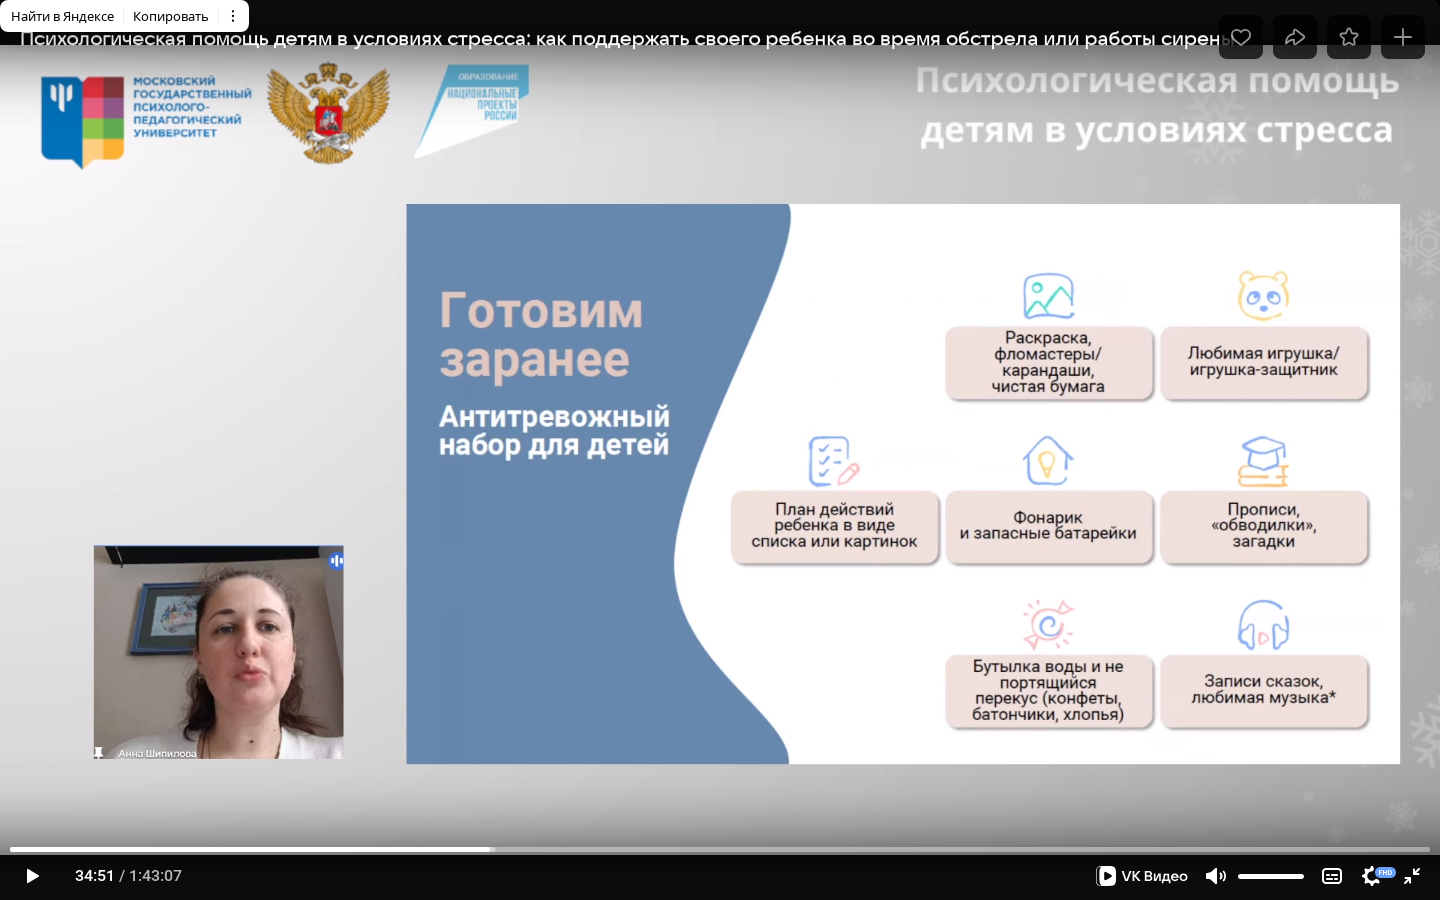 Найти в Яндексе
Копировать
Психологическая помощь детям в условиях стресса: как поддержать своего ребенка во время обстрела или работы сирены
МОСКОВСКИЙ
ГОСУДАРСТВЕННЫЙ
ПСИХОЛОГО-
ПЕДАГОГИЧЕСКИЙ
УНИВЕРСИТЕТ
ОБРАЗОВАНИЕ
НАЦИОНАЛЬНЫЕ
ПРОЕКТЫ
РОССИИ
Психологическая помощь
детям в условиях стресса
Готовим
заранее
Антитревожный
набор для детей
Раскраска,
фломастеры/
карандаши,
чистая бумага
Любимая игрушка/
игрушка-защитник
План действий
ребенка в виде
списка или картинок
Фонарик
и запасные батарейки
Прописи,
«обводилки»,
загадки
Бутылка воды и не
портящийся
перекус (конфеты,
батончики, хлопья)
Записи сказок,
любимая музыка*
Анна Шипилова
34:51 / 1:43:07
VK Видео
FHD